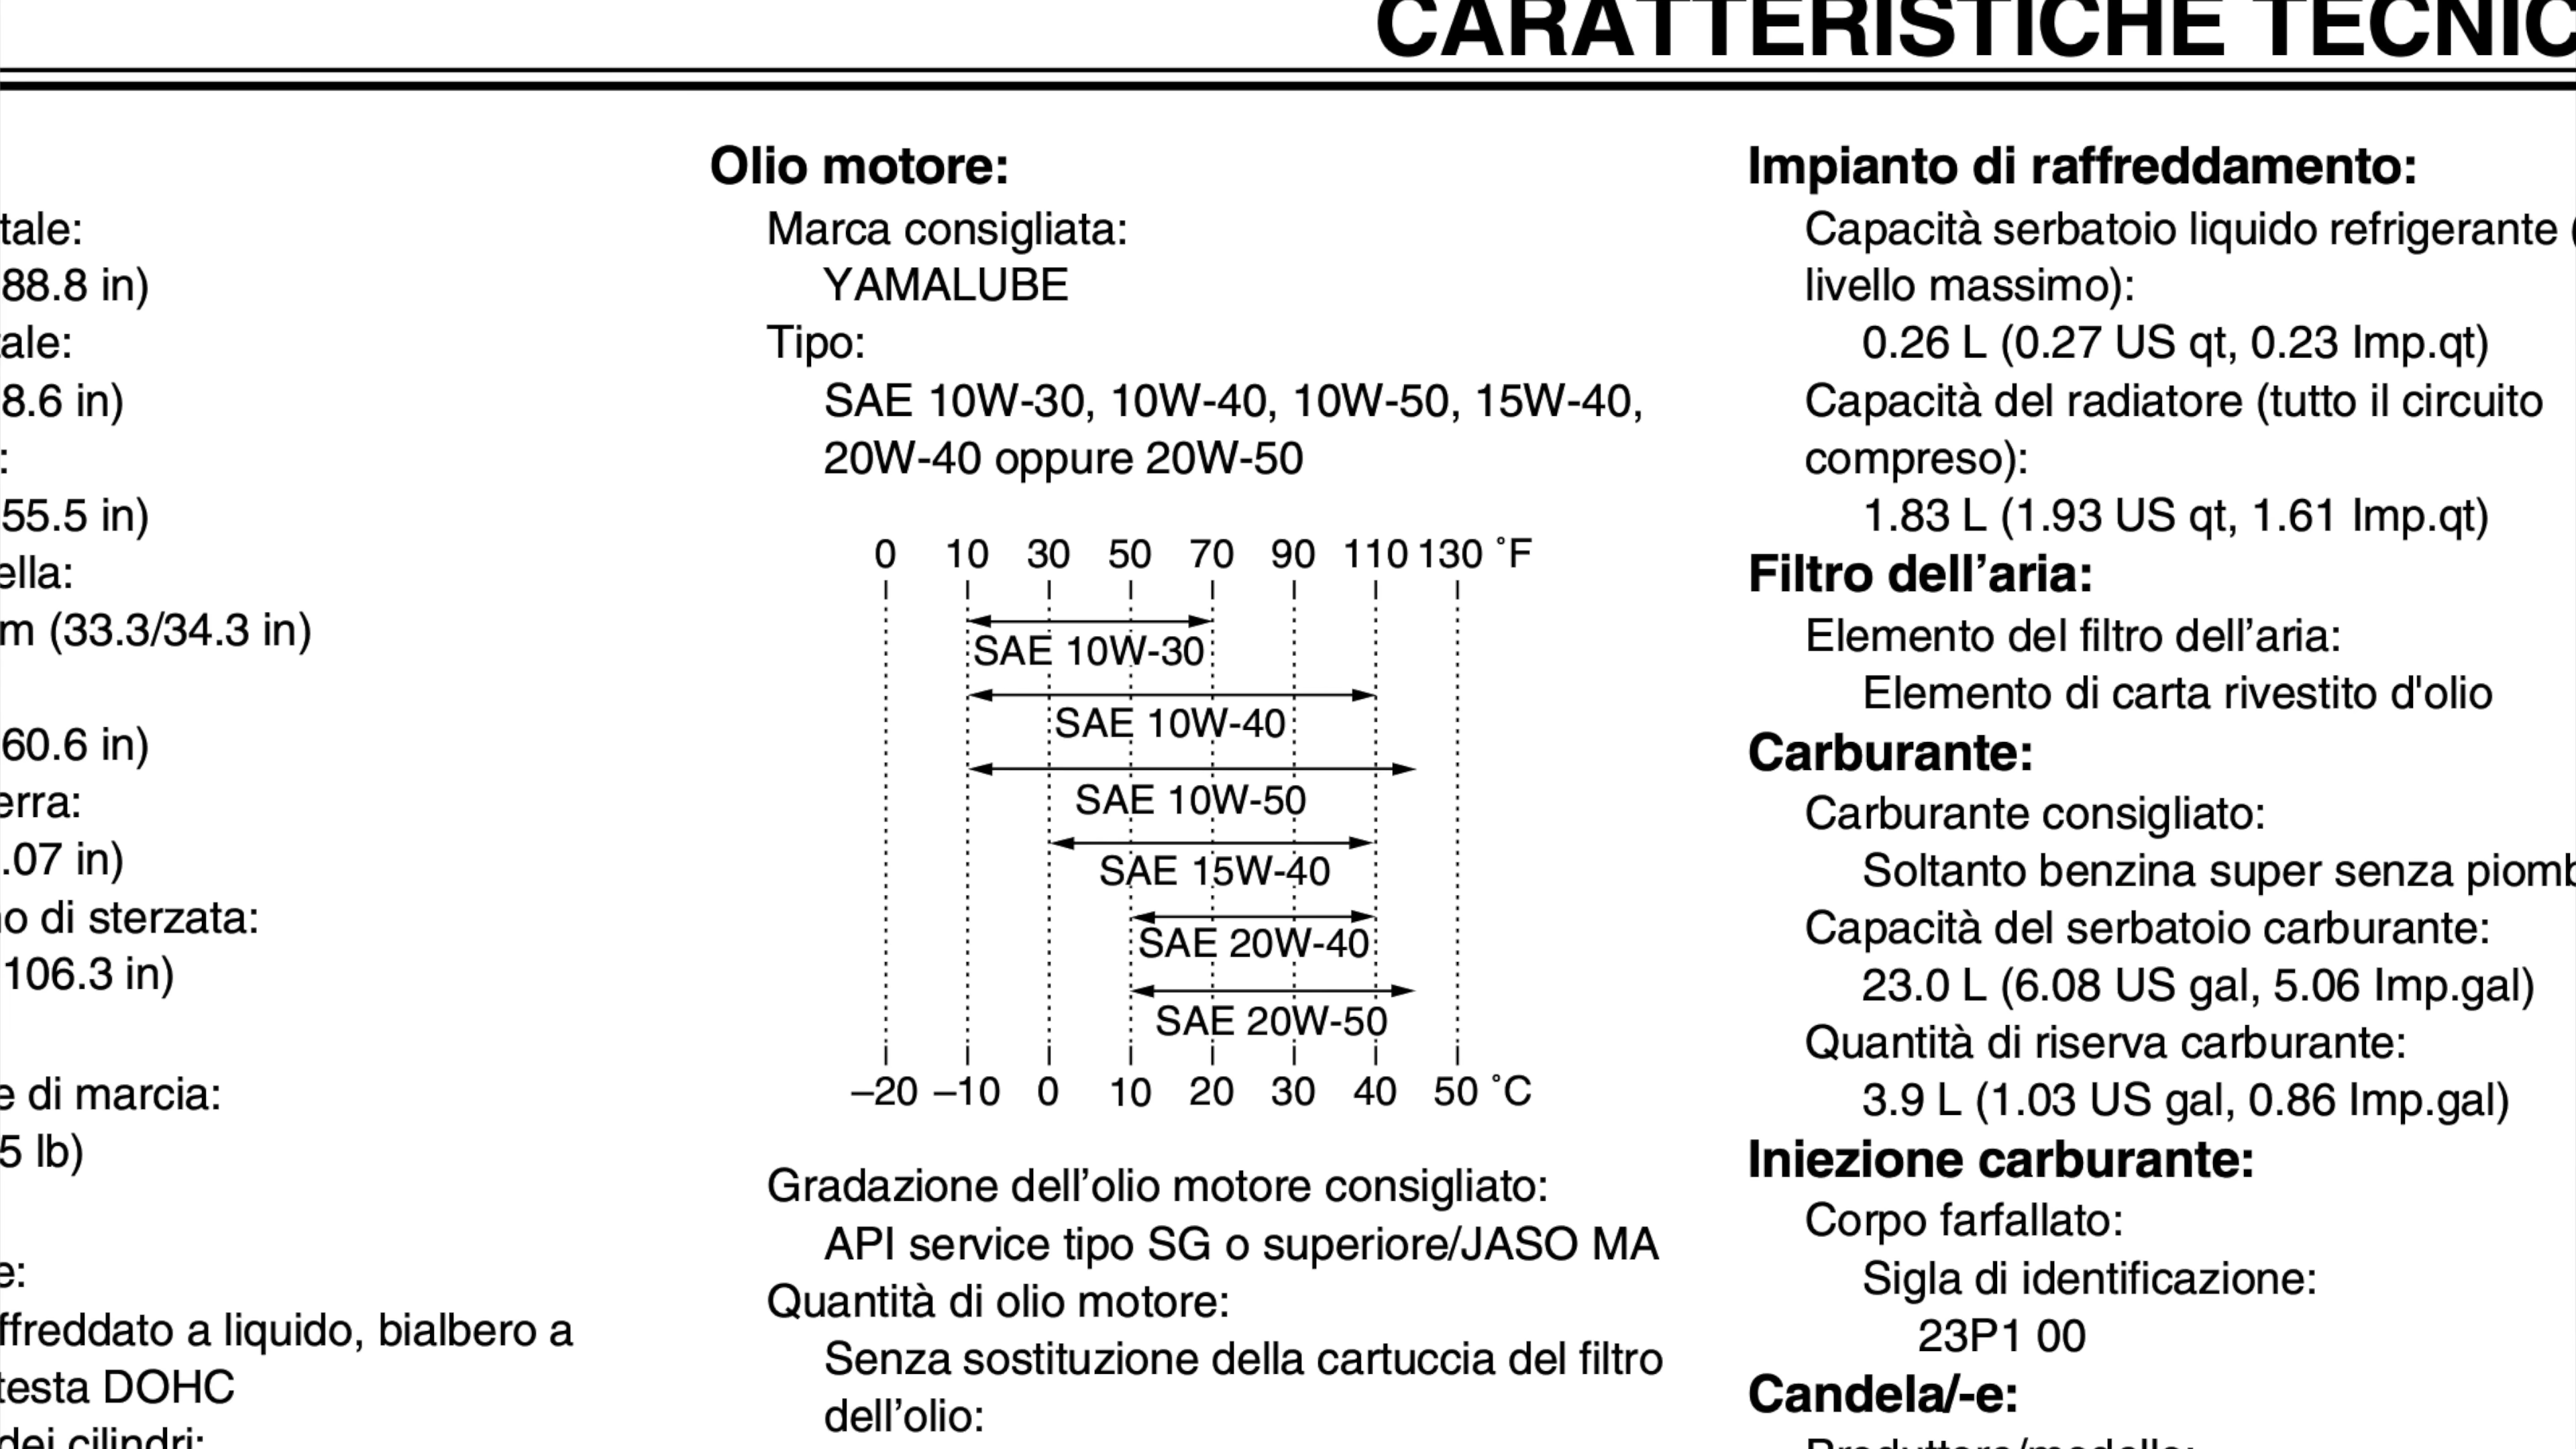 CARATTERISTICHE TECNIC
tale:
88.8 in)
ale:
8.6 in)
:
55.5 in)
ella:
m (33.3/34.3 in)
60.6 in)
erra:
.07 in)
o di sterzata:
106.3 in)
e di marcia:
5 lb)
e:
ffreddato a liquido, bialbero a
testa DOHC
dei cilindri:
Olio motore:
Marca consigliata:
YAMALUBE
Tipo:
SAE 10W-30, 10W-40, 10W-50, 15W-40,
20W-40 oppure 20W-50
0 10 30 50 70 90 110 130 ˚F
SAE 10W-30
SAE 10W-40
SAE 10W-50
SAE 15W-40
SAE 20W-40
SAE 20W-50
–20 –10 0 10 20 30 40 50 ˚C
Gradazione dell’olio motore consigliato:
API service tipo SG o superiore/JASO MA
Quantità di olio motore:
Senza sostituzione della cartuccia del filtro
dell’olio:
Impianto di raffreddamento:
Capacità serbatoio liquido refrigerante (
livello massimo):
0.26 L (0.27 US qt, 0.23 Imp.qt)
Capacità del radiatore (tutto il circuito
compreso):
1.83 L (1.93 US qt, 1.61 Imp.qt)
Filtro dell’aria:
Elemento del filtro dell’aria:
Elemento di carta rivestito d'olio
Carburante:
Carburante consigliato:
Soltanto benzina super senza piomb
Capacità del serbatoio carburante:
23.0 L (6.08 US gal, 5.06 Imp.gal)
Quantità di riserva carburante:
3.9 L (1.03 US gal, 0.86 Imp.gal)
Iniezione carburante:
Corpo farfallato:
Sigla di identificazione:
23P1 00
Candela/-e:
Produttore/modello: